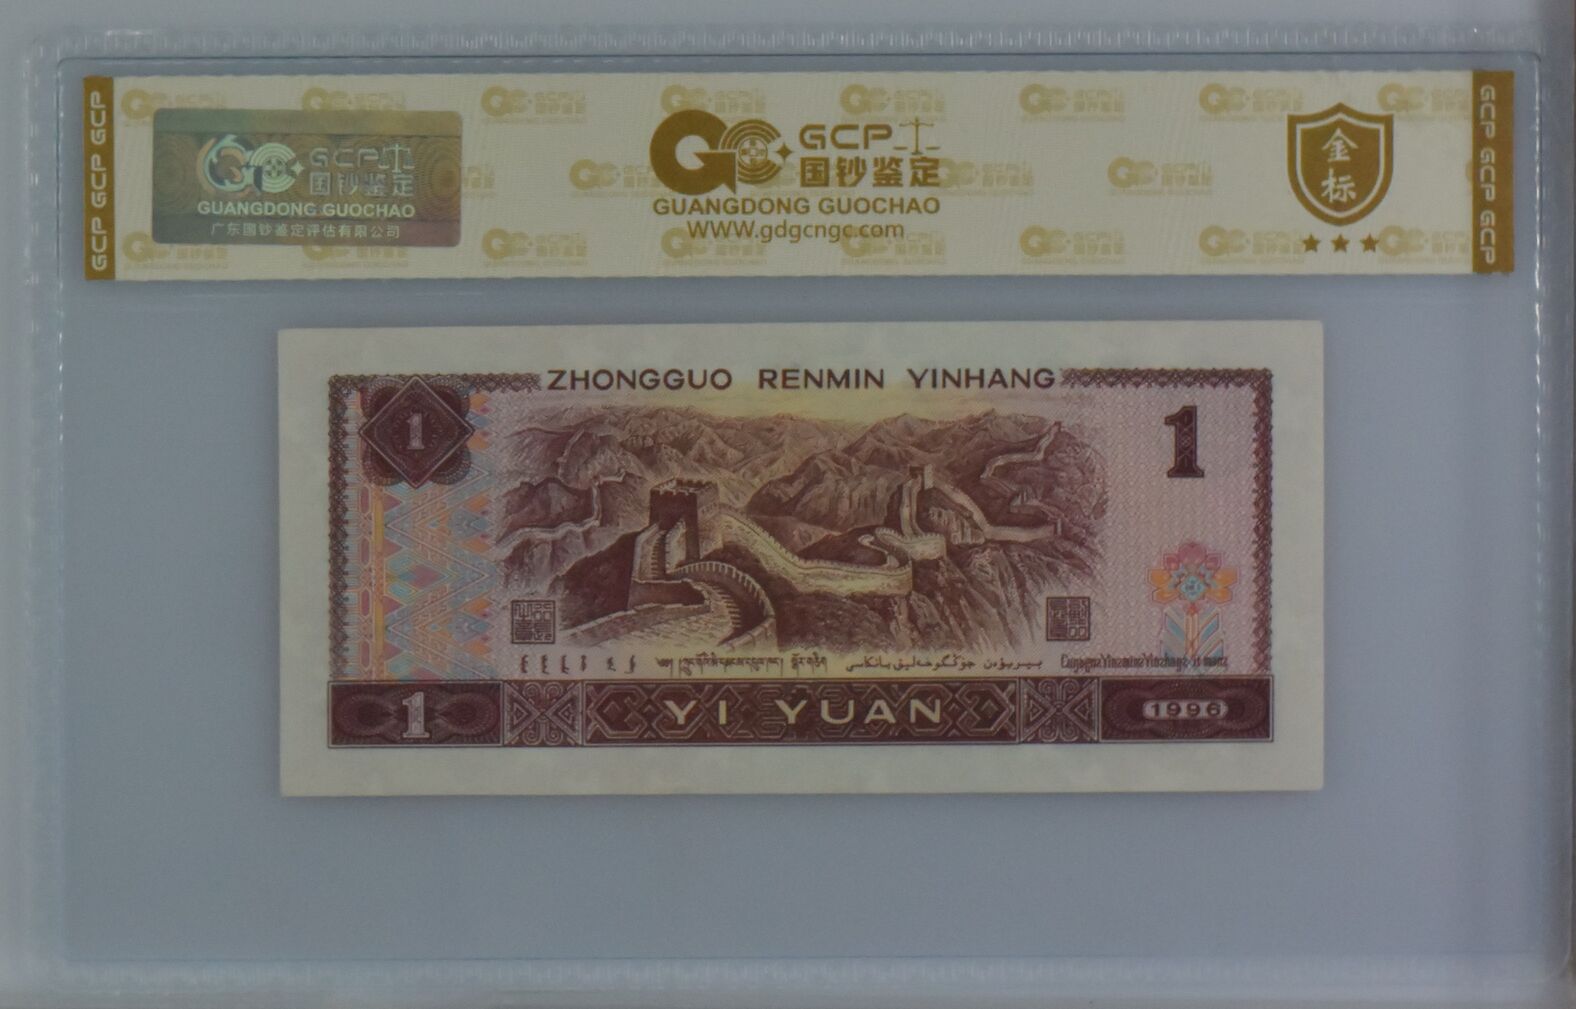 GCP GCP GCP
GCP
国钞鉴定
GUANGDONG GUOCHAO
广东国钞鉴定评估有限公司
GCP
国钞鉴定
GUANGDONG GUOCHAO
WWW.gdgcngc.com
金标
GCP GCP GCP
ZHONGGUO RENMIN YINHANG
1
1
1
YI YUAN
1996